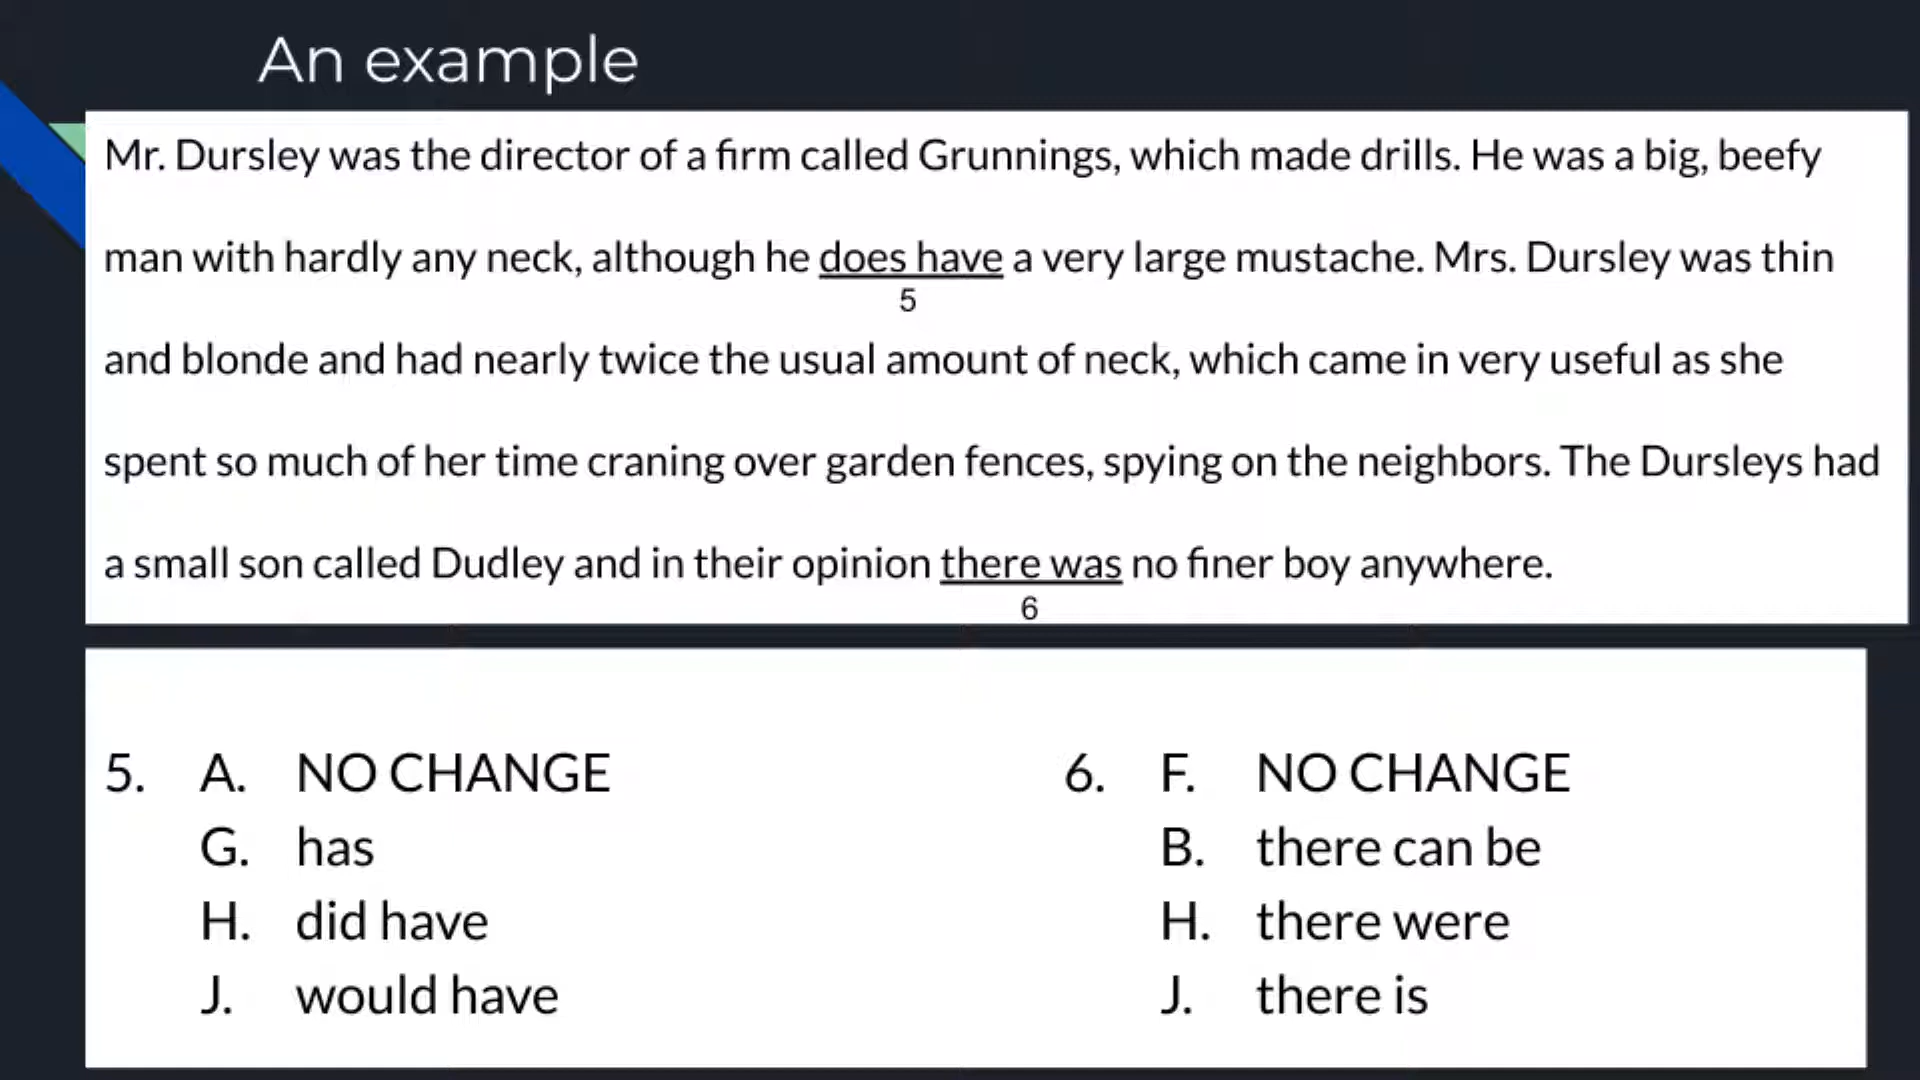 An example
Mr. Dursley was the director of a firm called Grunnings, which made drills. He was a big, beefy
man with hardly any neck, although he does have a very large mustache. Mrs. Dursley was thin
5
and blonde and had nearly twice the usual amount of neck, which came in very useful as she
spent so much of her time craning over garden fences, spying on the neighbors. The Dursleys had
a small son called Dudley and in their opinion there was no finer boy anywhere.
6
5. A. NO CHANGE
G. has
H. did have
J. would have
6. F. NO CHANGE
B. there can be
H. there were
J. there is